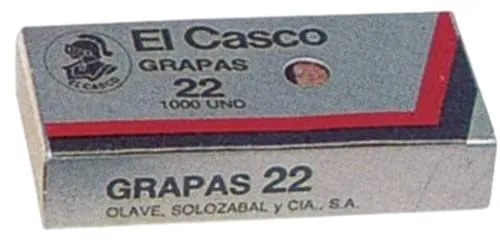 El Casco
GRAPAS
22
1000 UND
EL CASCO
GRAPAS 22
OLAVE, SOLOZABAL y CIA., S.A.